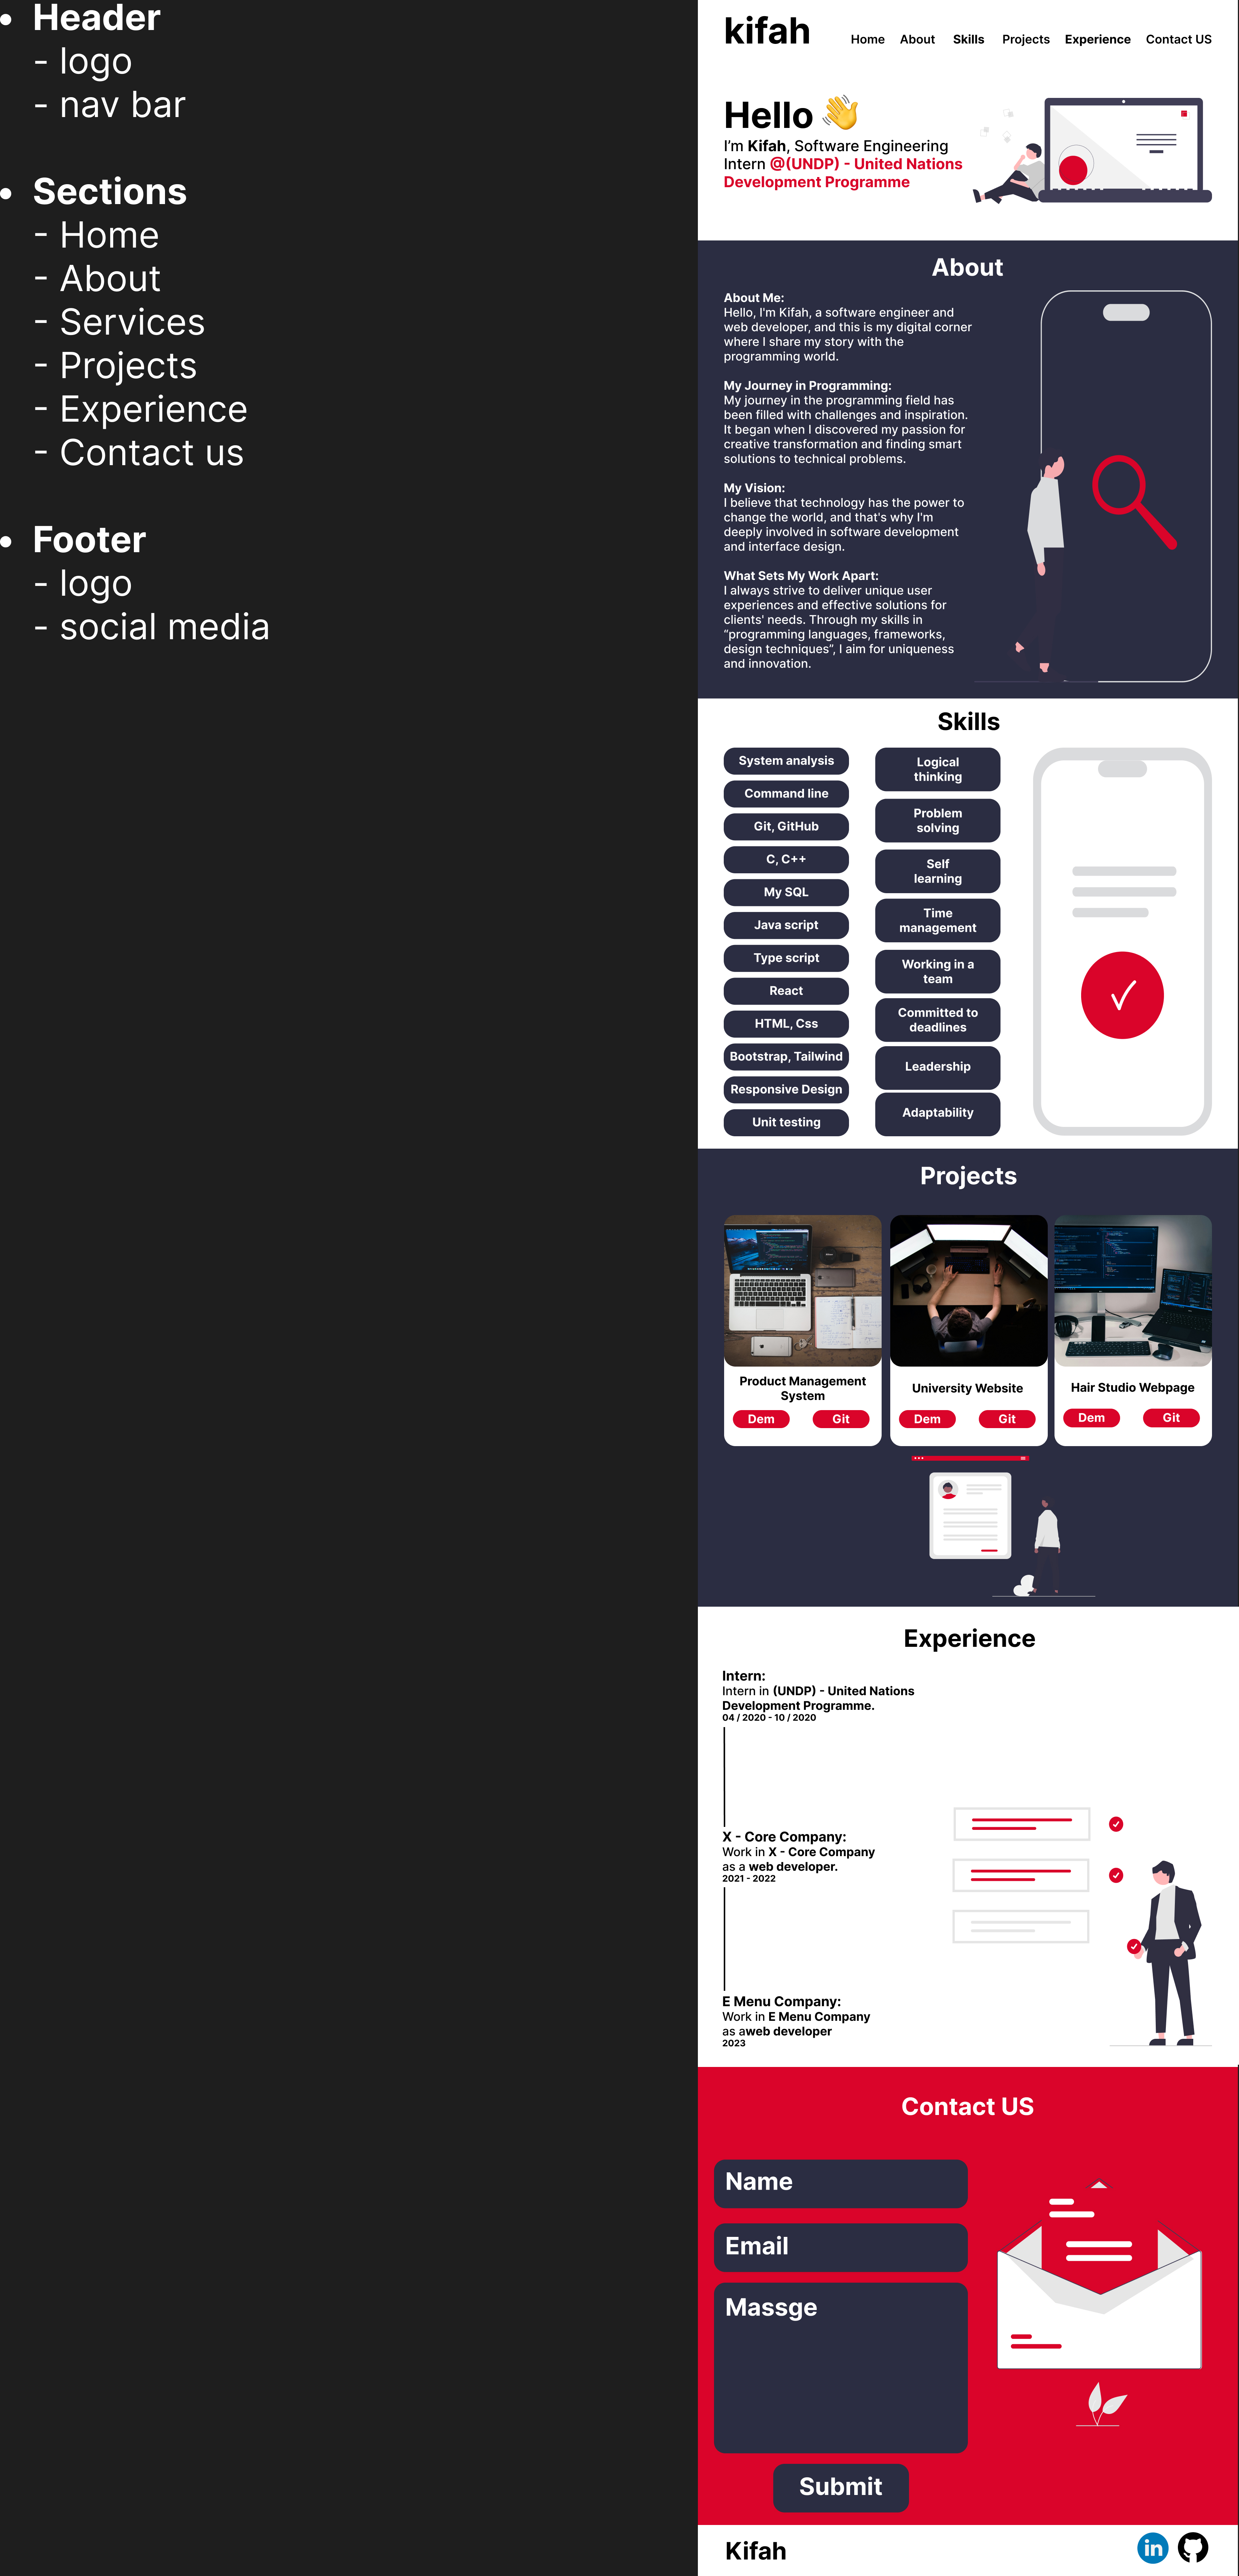 • Header
- logo
- nav bar
• Sections
- Home
- About
- Services
- Projects
- Experience
- Contact us
• Footer
- logo
- social media
kifah
Home About Skills Projects Experience Contact US
Hello 👋
I’m Kifah, Software Engineering
Intern @(UNDP) - United Nations
Development Programme
About
About Me:
Hello, I'm Kifah, a software engineer and
web developer, and this is my digital corner
where I share my story with the
programming world.
My Journey in Programming:
My journey in the programming field has
been filled with challenges and inspiration.
It began when I discovered my passion for
creative transformation and finding smart
solutions to technical problems.
My Vision:
I believe that technology has the power to
change the world, and that's why I'm
deeply involved in software development
and interface design.
What Sets My Work Apart:
I always strive to deliver unique user
experiences and effective solutions for
clients' needs. Through my skills in
“programming languages, frameworks,
design techniques”, I aim for uniqueness
and innovation.
Skills
System analysis
Command line
Git, GitHub
C, C++
My SQL
Java script
Type script
React
HTML, Css
Bootstrap, Tailwind
Responsive Design
Unit testing
Logical
thinking
Problem
solving
Self
learning
Time
management
Working in a
team
Committed to
deadlines
Leadership
Adaptability
Projects
Product Management
System
Dem Git
University Website
Dem Git
Hair Studio Webpage
Dem Git
Experience
Intern:
Intern in (UNDP) - United Nations
Development Programme.
04 / 2020 - 10 / 2020
X - Core Company:
Work in X - Core Company
as a web developer.
2021 - 2022
E Menu Company:
Work in E Menu Company
as aweb developer
2023
Contact US
Name
Email
Massge
Submit
Kifah
in